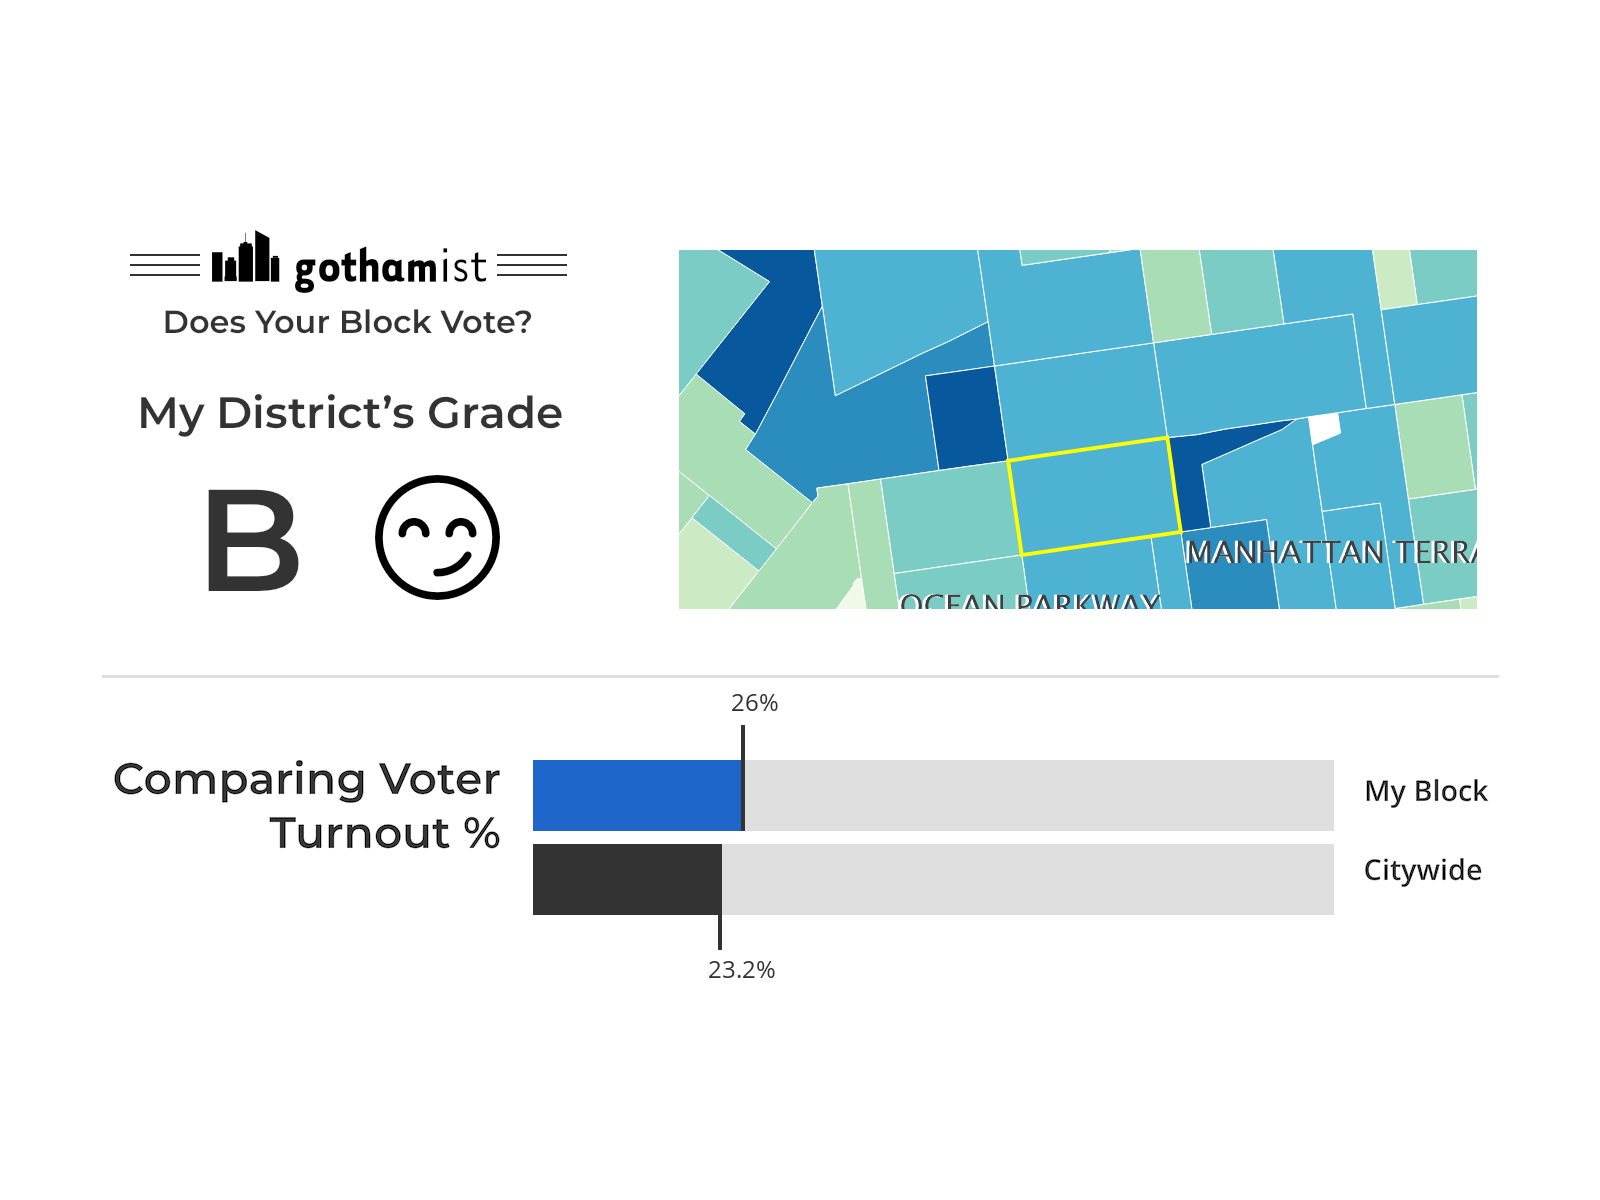 gothamist
Does Your Block Vote?
My District’s Grade
B
MANHATTAN TERRA
OCEAN PARKWAY
26%
Comparing Voter
Turnout %
My Block
Citywide
23.2%